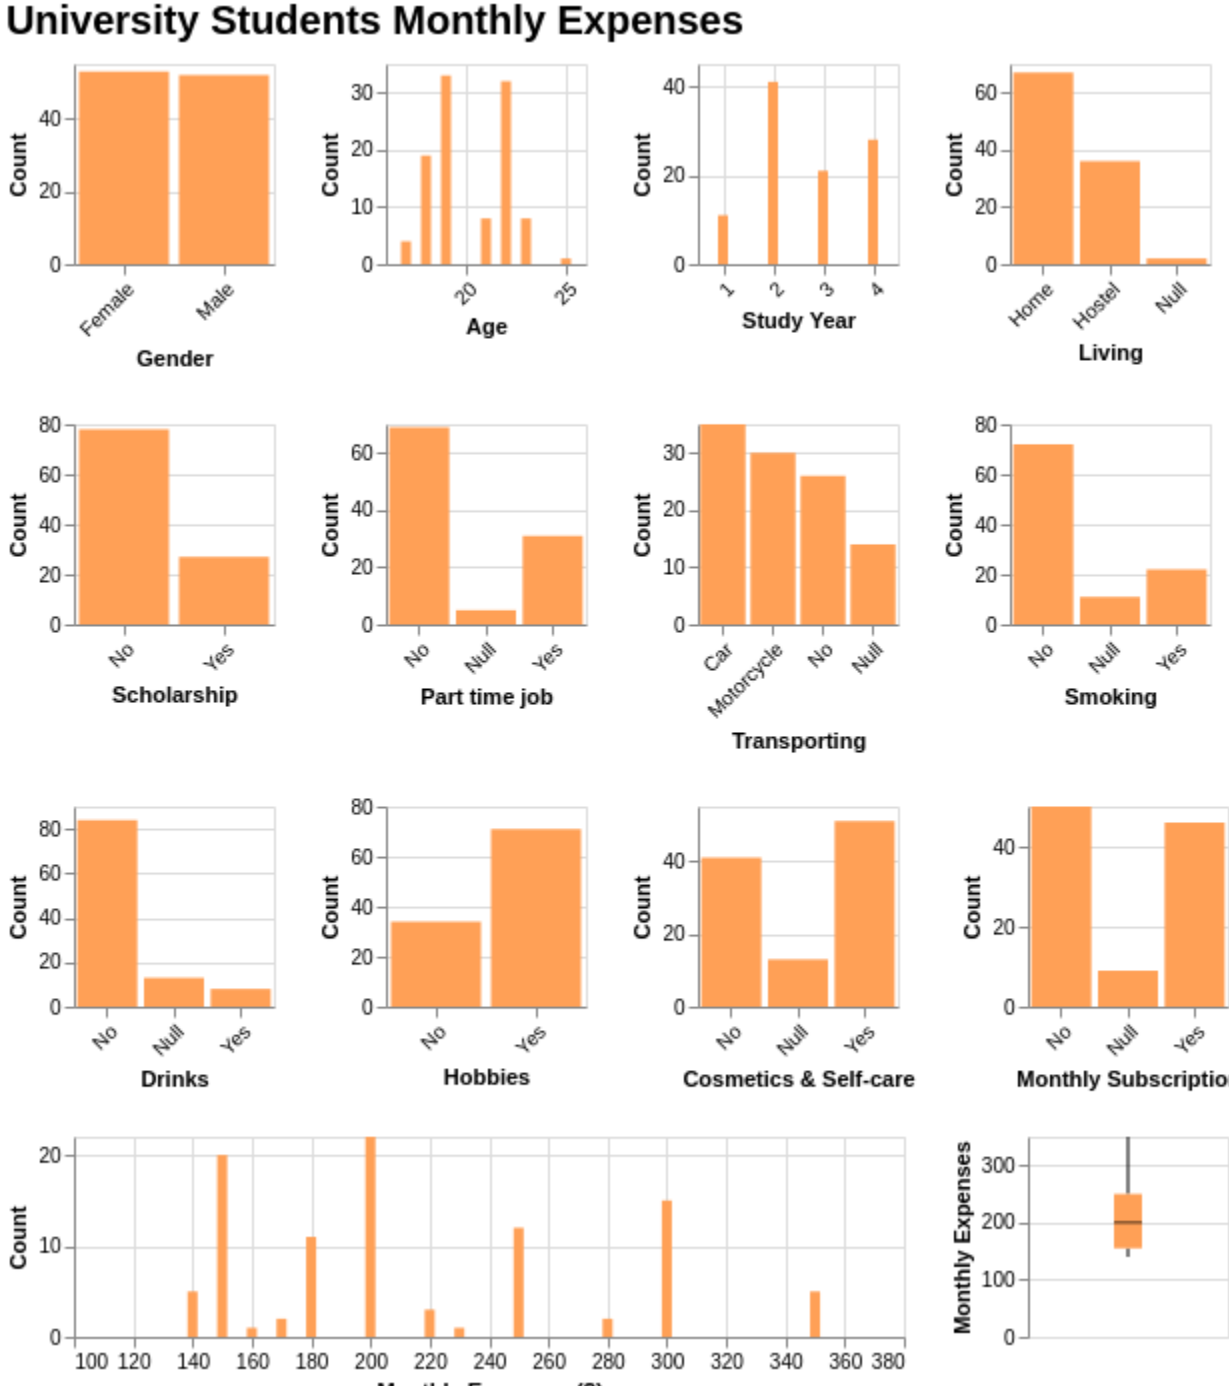 University Students Monthly Expenses
Count
40
20
0
Female
Male
Gender
Count
30
20
10
0
20
25
Age
Count
40
20
0
1
2
3
4
Study Year
Count
60
40
20
0
Home
Hostel
Null
Living
Count
80
60
40
20
0
No
Yes
Scholarship
Count
60
40
20
0
No
Null
Yes
Part time job
Count
30
20
10
0
Car
Motorcycle
No
Null
Transporting
Count
80
60
40
20
0
No
Null
Yes
Smoking
Count
80
60
40
20
0
No
Null
Yes
Drinks
Count
80
60
40
20
0
No
Yes
Hobbies
Count
40
20
0
No
Null
Yes
Cosmetics & Self-care
Count
40
20
0
No
Null
Yes
Monthly Subscriptio
Count
20
10
0
100 120 140 160 180 200 220 240 260 280 300 320 340 360 380
Monthly Expenses
300
200
100
0